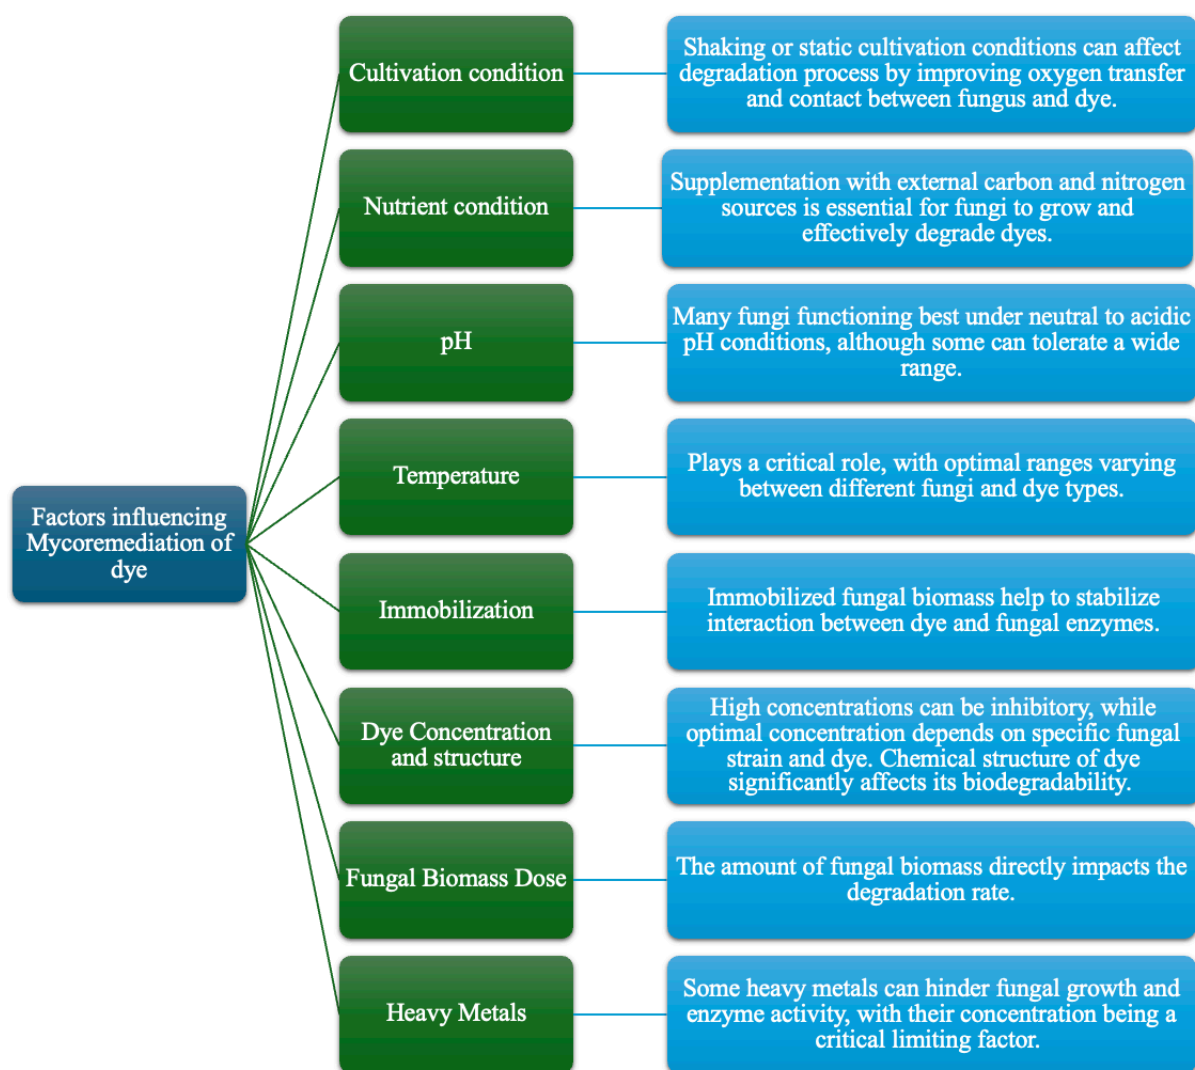 Factors influencing
Mycoremediation of
dye
Cultivation condition
Shaking or static cultivation conditions can affect
degradation process by improving oxygen transfer
and contact between fungus and dye.
Nutrient condition
Supplementation with external carbon and nitrogen
sources is essential for fungi to grow and
effectively degrade dyes.
pH
Many fungi functioning best under neutral to acidic
pH conditions, although some can tolerate a wide
range.
Temperature
Plays a critical role, with optimal ranges varying
between different fungi and dye types.
Immobilization
Immobilized fungal biomass help to stabilize
interaction between dye and fungal enzymes.
Dye Concentration
and structure
High concentrations can be inhibitory, while
optimal concentration depends on specific fungal
strain and dye. Chemical structure of dye
significantly affects its biodegradability.
Fungal Biomass Dose
The amount of fungal biomass directly impacts the
degradation rate.
Heavy Metals
Some heavy metals can hinder fungal growth and
enzyme activity, with their concentration being a
critical limiting factor.